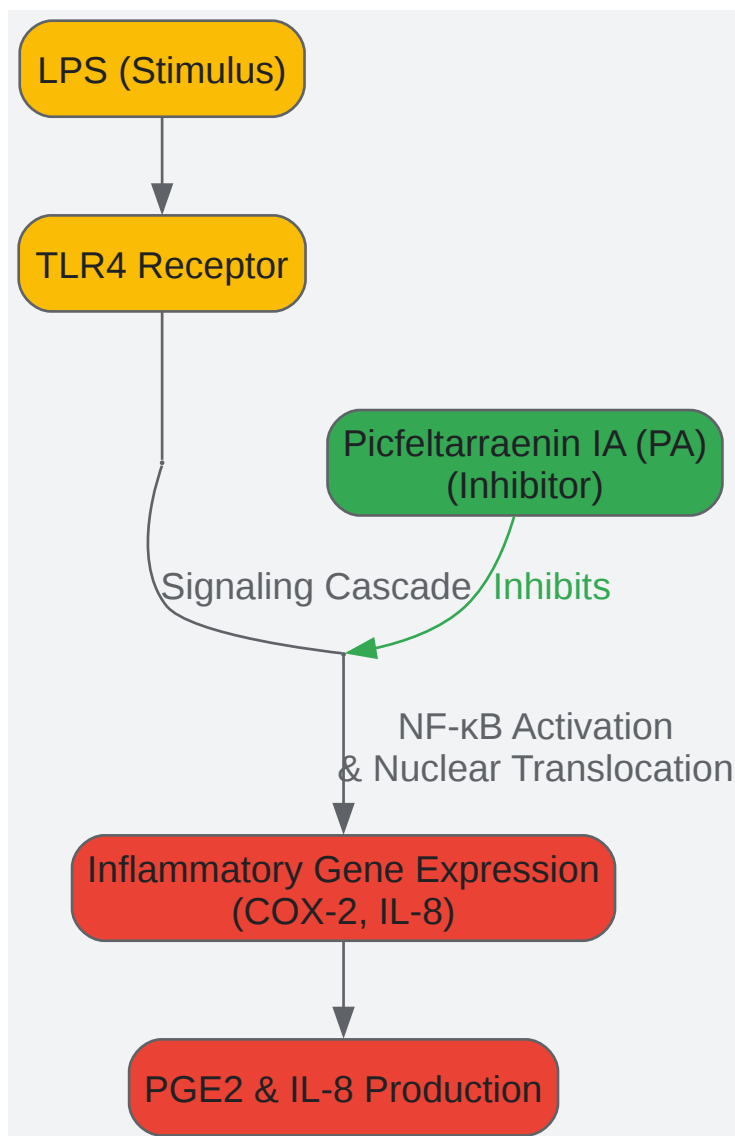 LPS (Stimulus)
TLR4 Receptor
Picfeltarraenin IA (PA)
(Inhibitor)
Signaling Cascade
Inhibits
NF-κB Activation
& Nuclear Translocation
Inflammatory Gene Expression
(COX-2, IL-8)
PGE2 & IL-8 Production